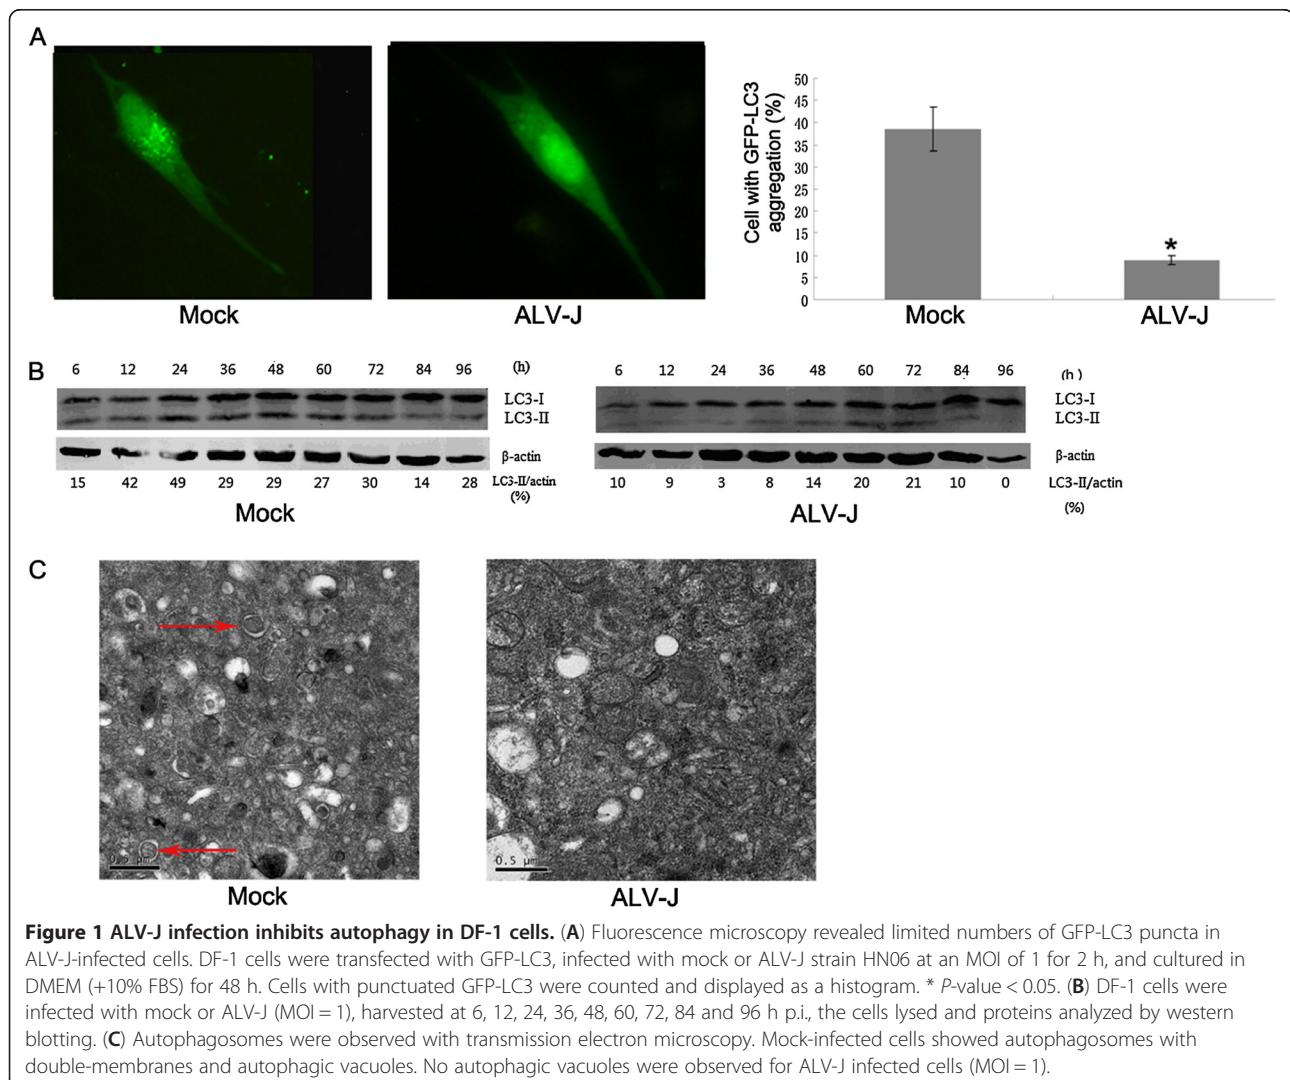 A
50
45
40
35
30
25
20
15
10
5
0
Cell with GFP-LC3
aggregation (%)
*
Mock ALV-J
Mock ALV-J
B
6 12 24 36 48 60 72 84 96 (h)
LC3-I
LC3-II
β-actin
15 42 49 29 29 27 30 14 28 LC3-II/actin
(%)
Mock
6 12 24 36 48 60 72 84 96 (h)
LC3-I
LC3-II
β-actin
10 9 3 8 14 20 21 10 0 LC3-II/actin
(%)
ALV-J
C
0.5 μm
0.5 μm
Mock ALV-J
Figure 1 ALV-J infection inhibits autophagy in DF-1 cells. (A) Fluorescence microscopy revealed limited numbers of GFP-LC3 puncta in
ALV-J-infected cells. DF-1 cells were transfected with GFP-LC3, infected with mock or ALV-J strain HN06 at an MOI of 1 for 2 h, and cultured in
DMEM (+10% FBS) for 48 h. Cells with punctuated GFP-LC3 were counted and displayed as a histogram. * P-value < 0.05. (B) DF-1 cells were
infected with mock or ALV-J (MOI = 1), harvested at 6, 12, 24, 36, 48, 60, 72, 84 and 96 h p.i., the cells lysed and proteins analyzed by western
blotting. (C) Autophagosomes were observed with transmission electron microscopy. Mock-infected cells showed autophagosomes with
double-membranes and autophagic vacuoles. No autophagic vacuoles were observed for ALV-J infected cells (MOI = 1).